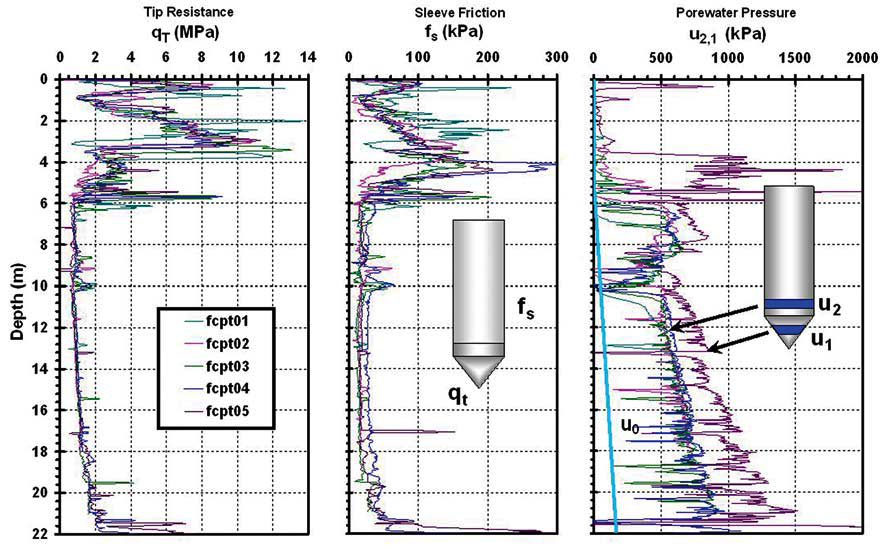 Tip Resistance
qT (MPa)
0 2 4 6 8 10 12 14
Sleeve Friction
fs (kPa)
0 100 200 300
Porewater Pressure
u2,1 (kPa)
0 500 1000 1500 2000
Depth (m)
0
2
4
6
8
10
12
14
16
18
20
22
fcpt01
fcpt02
fcpt03
fcpt04
fcpt05
fs
qt
u2
u1
u0